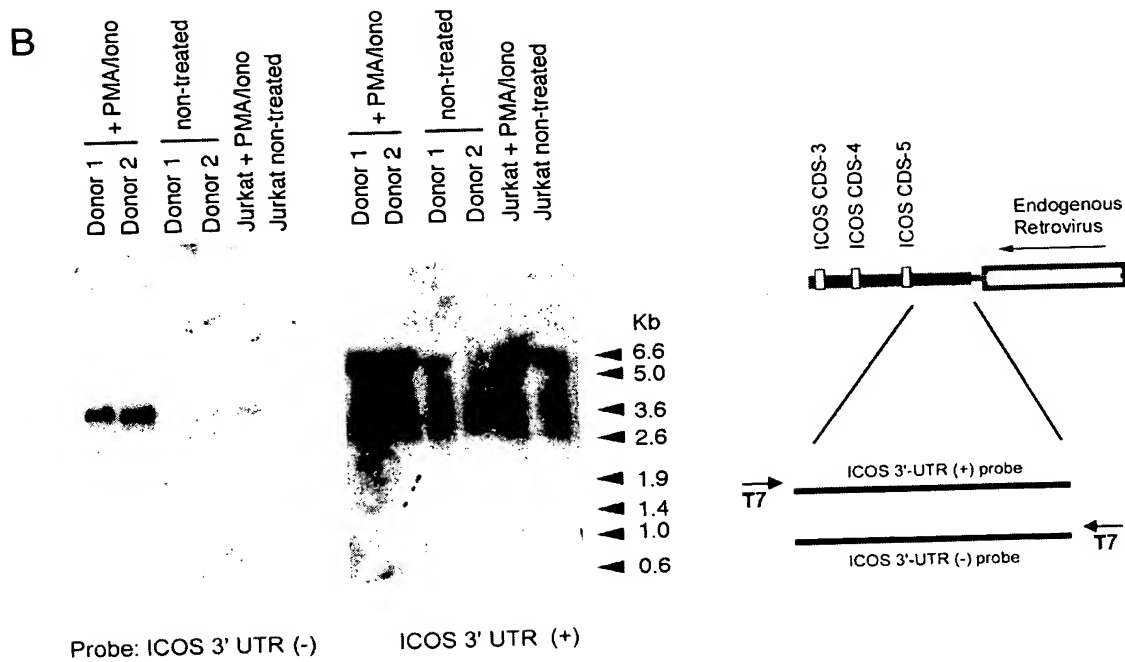 B
Donor 1
Donor 2
+ PMA/Iono
Donor 1
Donor 2
non-treated
Jurkat + PMA/Iono
Jurkat non-treated
Donor 1
Donor 2
+ PMA/Iono
Donor 1
Donor 2
non-treated
Jurkat + PMA/Iono
Jurkat non-treated
Kb
6.6
5.0
3.6
2.6
1.9
1.4
1.0
0.6
Probe: ICOS 3' UTR (-)
ICOS 3' UTR (+)
ICOS CDS-3
ICOS CDS-4
ICOS CDS-5
Endogenous
Retrovirus
ICOS 3'-UTR (+) probe
T7
T7
ICOS 3'-UTR (-) probe